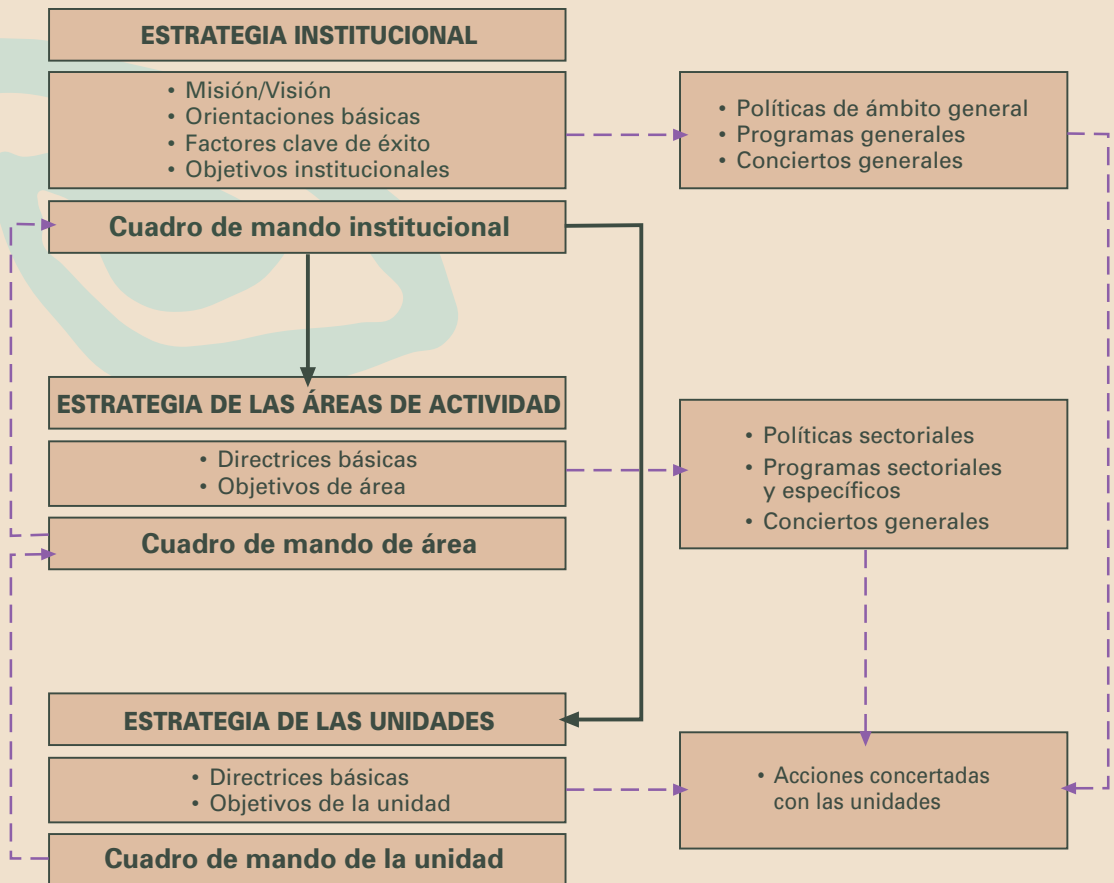 ESTRATEGIA INSTITUCIONAL
• Misión/Visión
• Orientaciones básicas
• Factores clave de éxito
• Objetivos institucionales
• Políticas de ámbito general
• Programas generales
• Conciertos generales
Cuadro de mando institucional
ESTRATEGIA DE LAS ÁREAS DE ACTIVIDAD
• Directrices básicas
• Objetivos de área
• Políticas sectoriales
• Programas sectoriales
y específicos
• Conciertos generales
Cuadro de mando de área
ESTRATEGIA DE LAS UNIDADES
• Directrices básicas
• Objetivos de la unidad
• Acciones concertadas
con las unidades
Cuadro de mando de la unidad